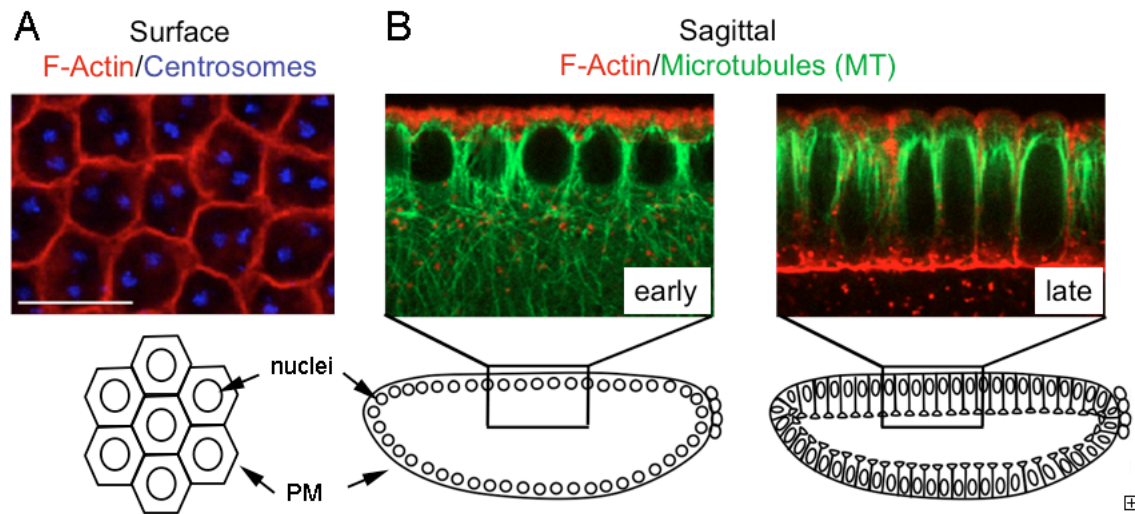 A
Surface
F-Actin/Centrosomes
B
Sagittal
F-Actin/Microtubules (MT)
early
late
nuclei
PM